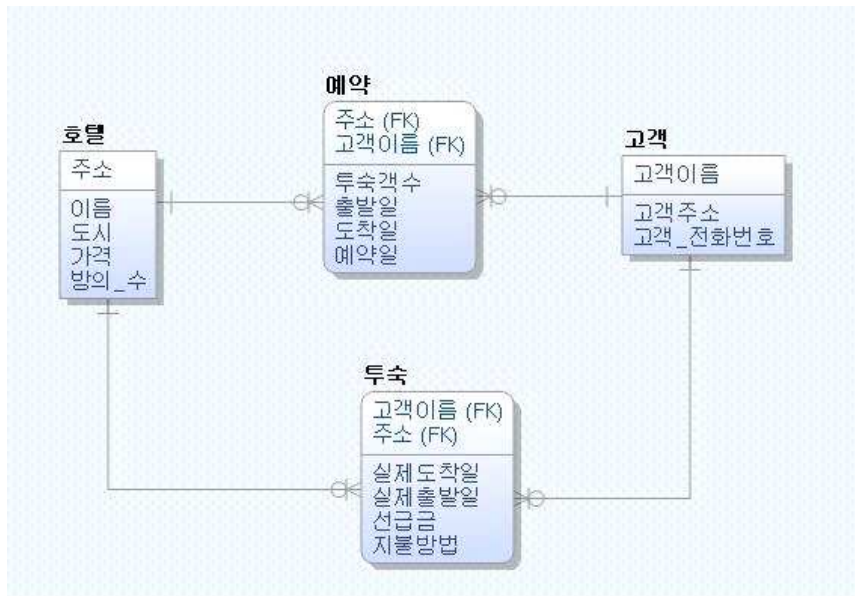 예약
주소 (FK)
고객이름 (FK)
투숙객수
출발일
도착일
예약일
호텔
주소
이름
도시
가격
방의_수
고객
고객이름
고객주소
고객_전화번호
투숙
고객이름 (FK)
주소 (FK)
실제도착일
실제출발일
선급금
지불방법